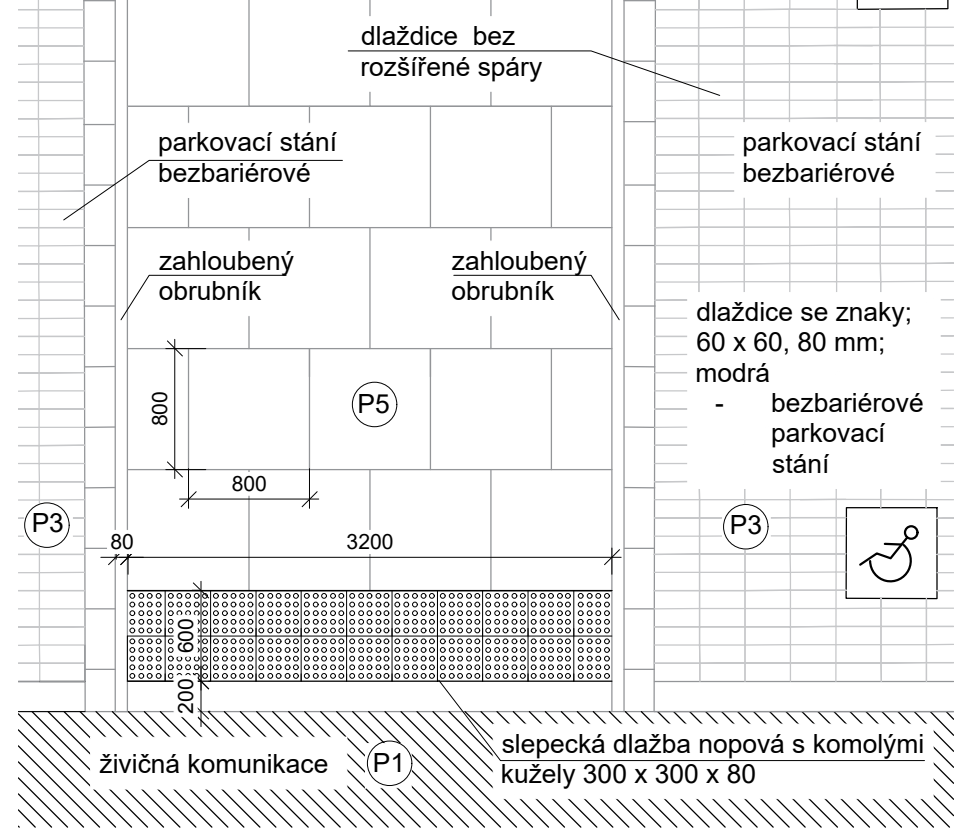 dlaždice bez
rozšířené spáry
parkovací stání
bezbariérové
parkovací stání
bezbariérové
zahloubený
obrubník
zahloubený
obrubník
dlaždice se znaky;
60 x 60, 80 mm;
modrá
- bezbariérové
parkovací
stání
800
P5
800
P3
P3
80
3200
600
200
živičná komunikace
P1
slepecká dlažba nopová s komolými
kužely 300 x 300 x 80